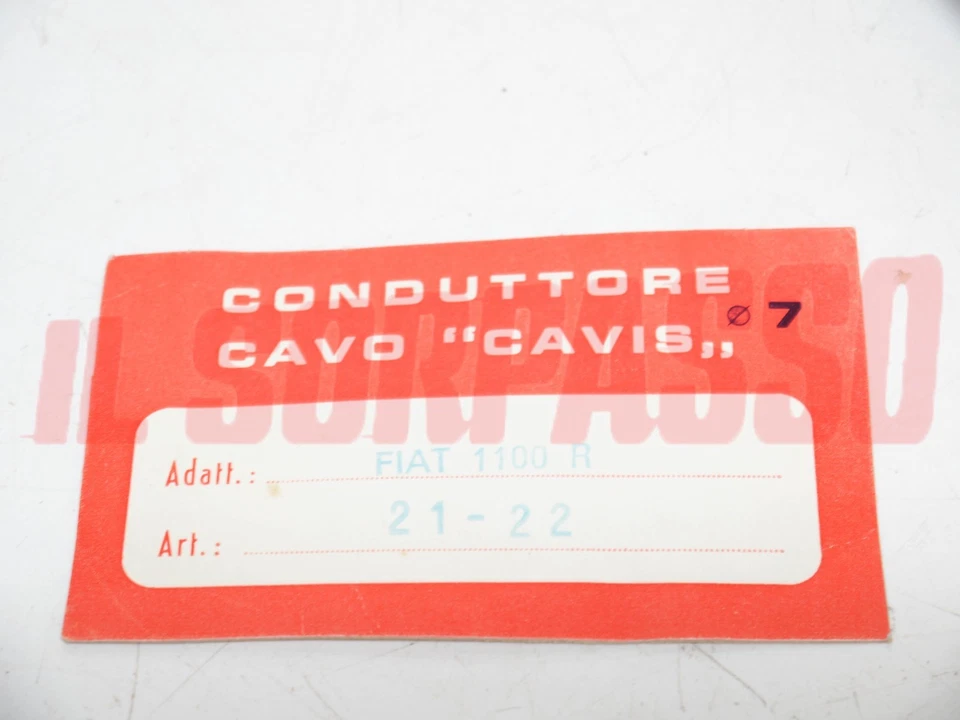 CONDUTTORE
CAVO “CAVIS„ ⌀ 7
IL SORPASSO
Adatt.: FIAT 1100 R
Art.: 21-22